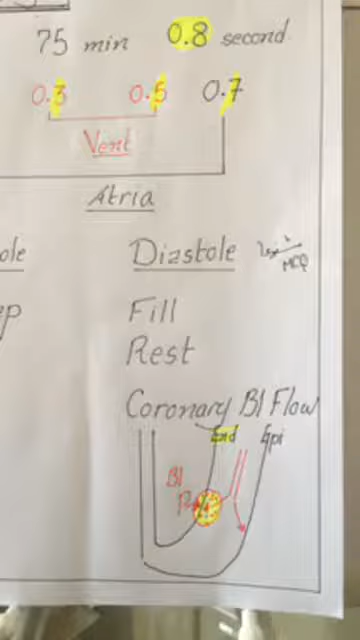 75 min 0.8 second
0.3 0.5 0.7
Vent
Atria
ole Diastole MCQ
Fill
Rest
Coronary Bl Flow
End Epi
Bl